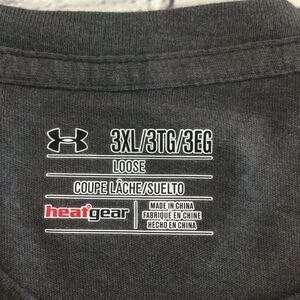 3XL/3TG/3EG
LOOSE
COUPE LÂCHE/SUELTO
heatgear
MADE IN CHINA
FABRIQUÉ EN CHINE
HECHO EN CHINA